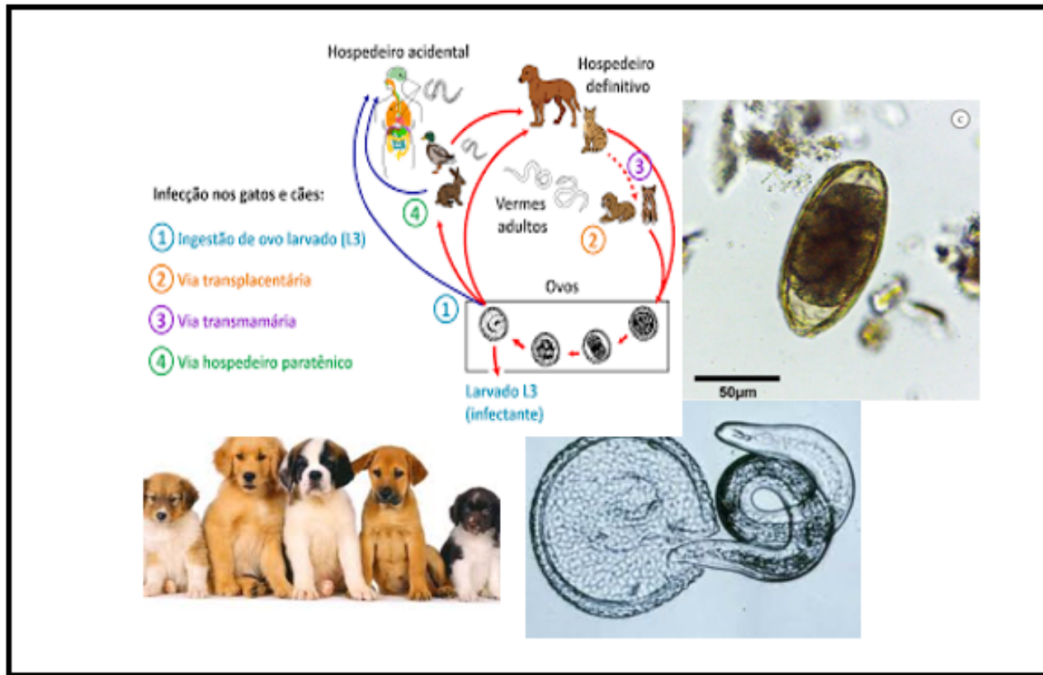 Hospedeiro acidental
Hospedeiro
definitivo
C
3
Infecção nos gatos e cães:
4
Vermes
adultos
2
1 Ingestão de ovo larvado (L3)
2 Via transplacentária
3 Via transmamária
4 Via hospedeiro paratênico
Ovos
1
Larvado L3
(infectante)
50µm